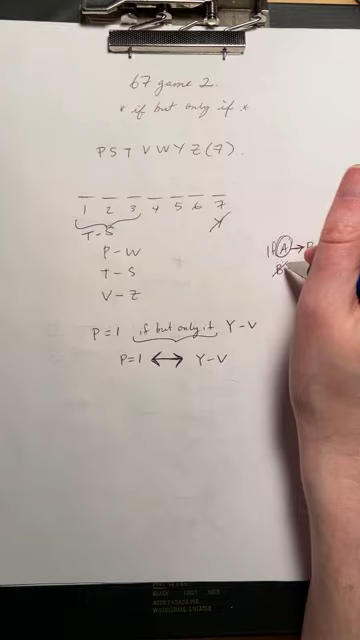 67 game 2.
* if but only if *
P S T V W Y Z (7).
1 2 3 4 5 6 7
T-S Y
P-W
T-S
V-Z
P=1 if but only if Y-V
P=1 ↔ Y-V
If A →
B